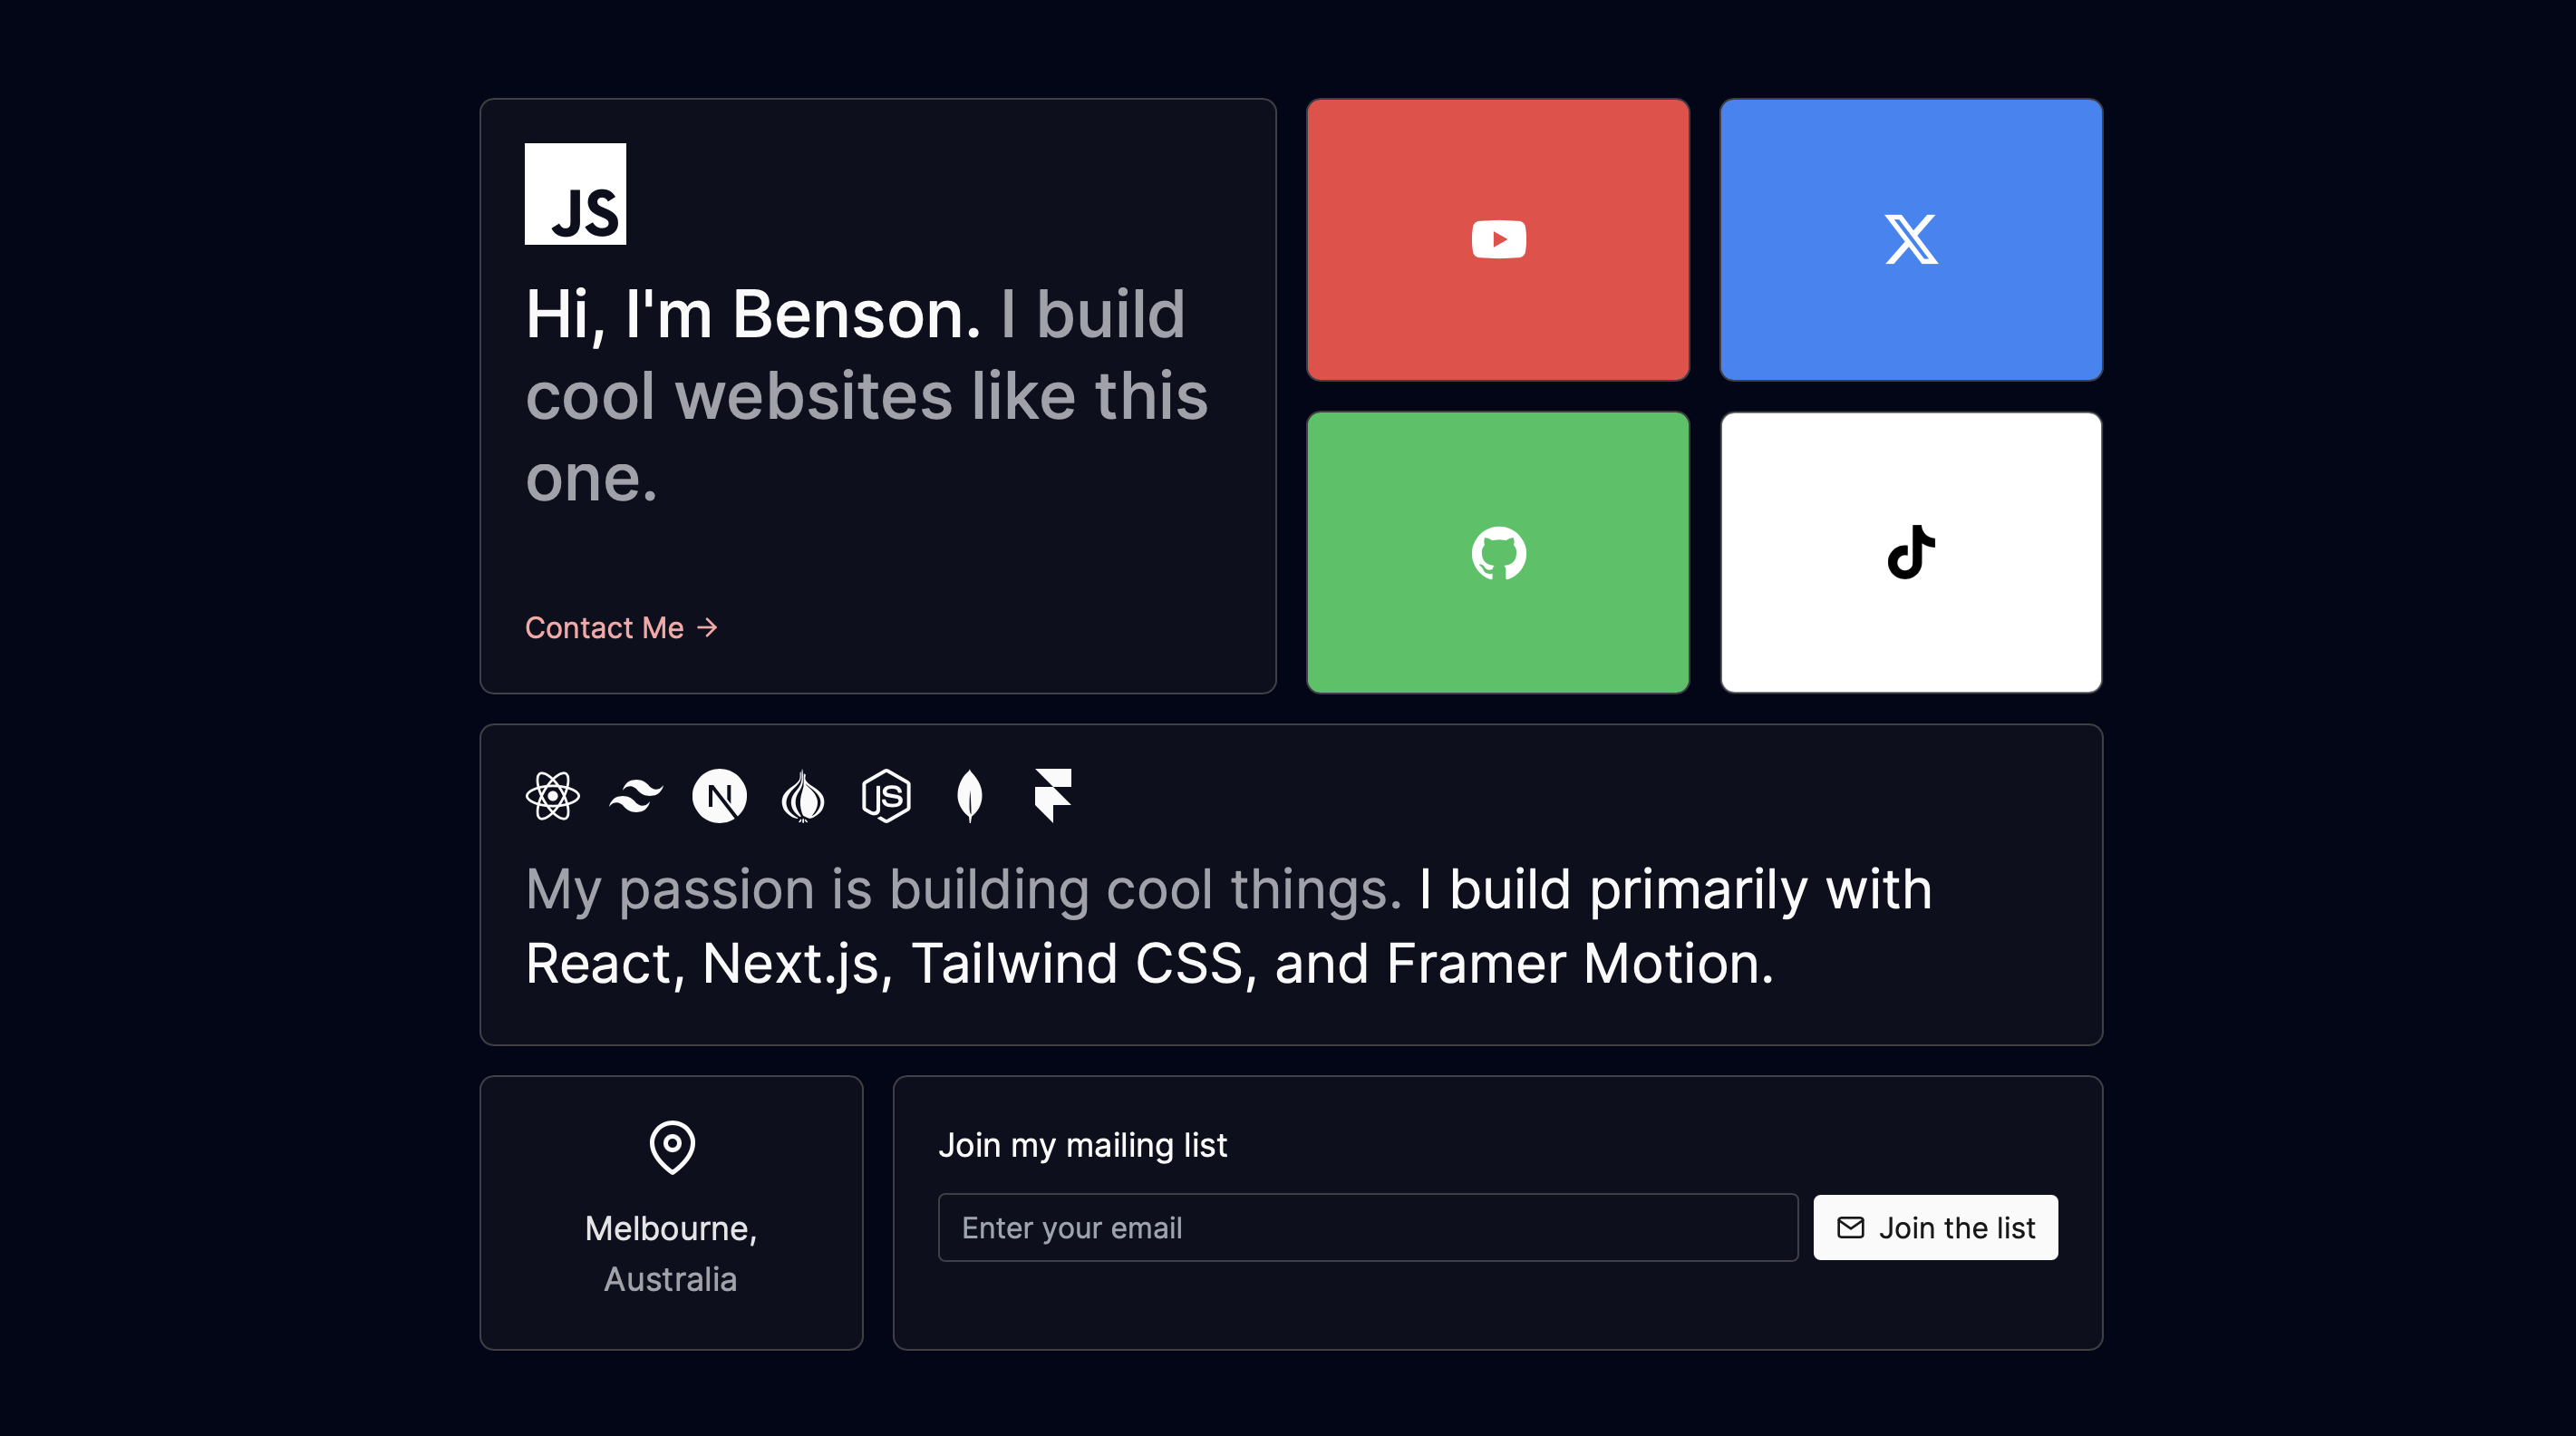 JS
Hi, I'm Benson. I build
cool websites like this
one.
Contact Me →
N JS
My passion is building cool things. I build primarily with
React, Next.js, Tailwind CSS, and Framer Motion.
Melbourne,
Australia
Join my mailing list
Enter your email
Join the list